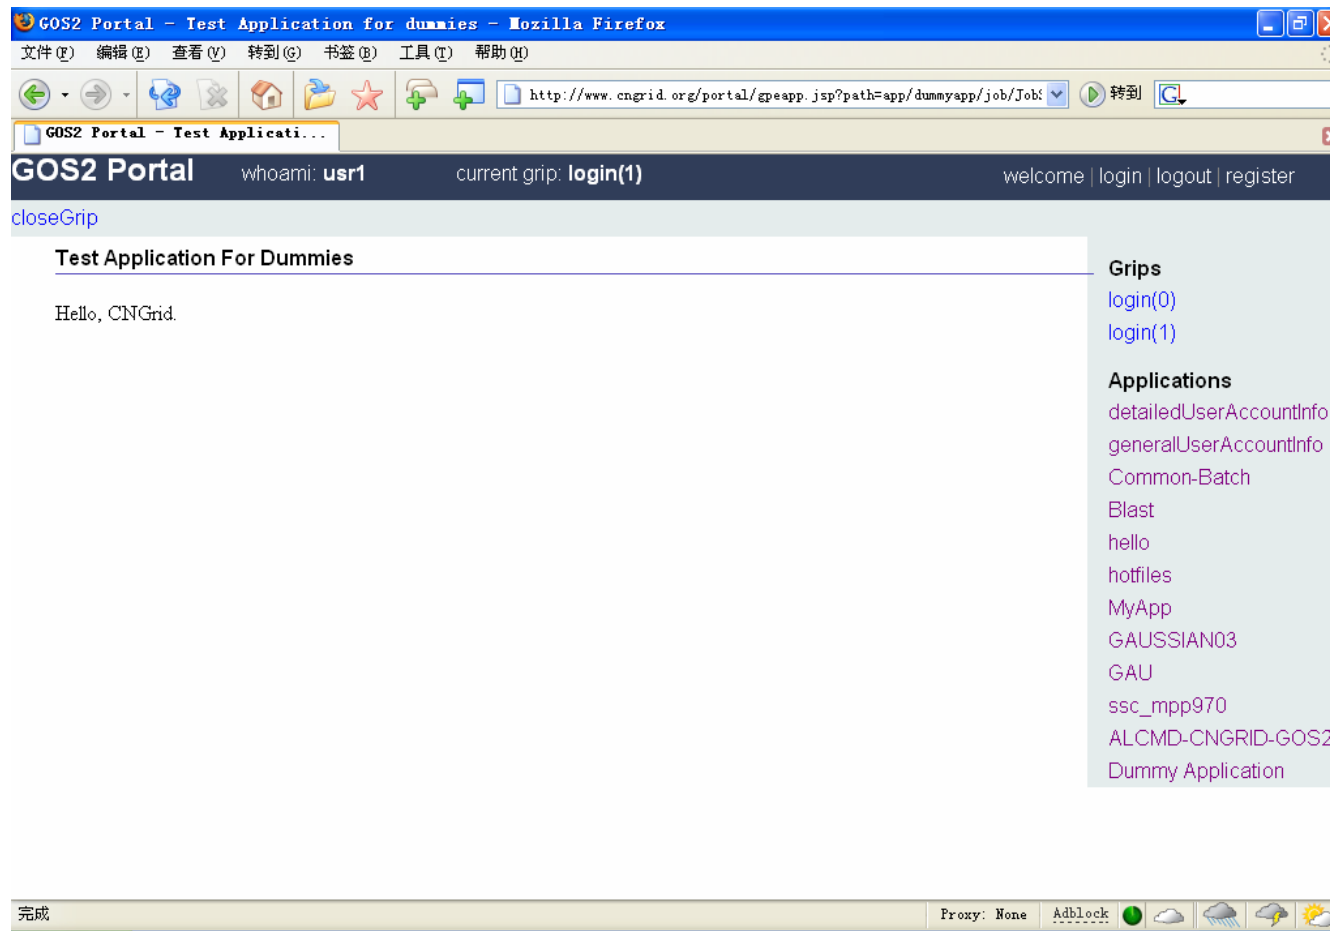 GOS2 Portal - Test Application for dummies - Mozilla Firefox
文件(F) 编辑(E) 查看(V) 转到(G) 书签(B) 工具(T) 帮助(H)
http://www.cngrid.org/portal/gpeapp.jsp?path=app/dummyapp/job/Job 转到 G
GOS2 Portal - Test Applicati...
GOS2 Portal whoami: usr1 current grip: login(1) welcome | login | logout | register
closeGrip
Test Application For Dummies
Hello, CNGrid.
Grips
login(0)
login(1)
Applications
detailedUserAccountInfo
generalUserAccountInfo
Common-Batch
Blast
hello
hotfiles
MyApp
GAUSSIAN03
GAU
ssc_mpp970
ALCMD-CNGRID-GOS2
Dummy Application
完成 Proxy: None Adblock